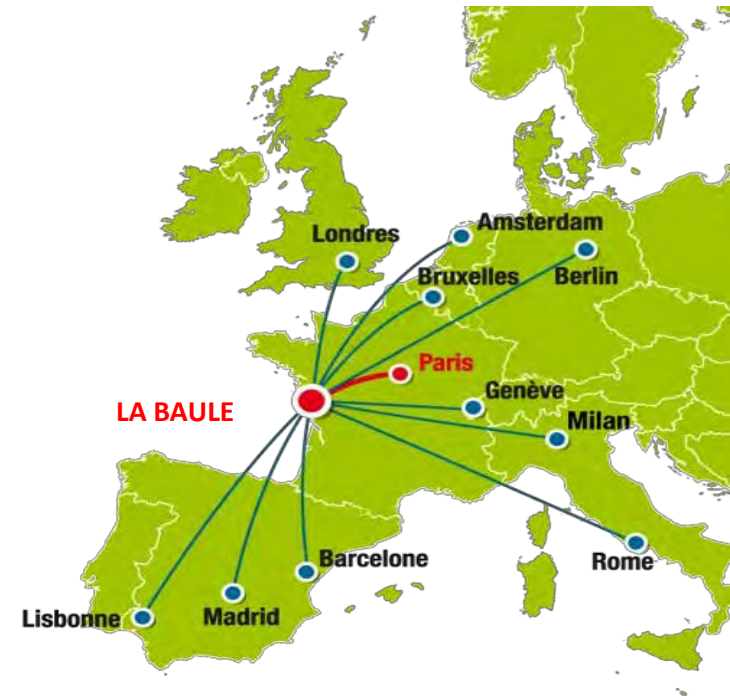 Amsterdam
Londres
Bruxelles
Berlin
Paris
Genève
LA BAULE
Milan
Barcelone
Rome
Lisbonne
Madrid